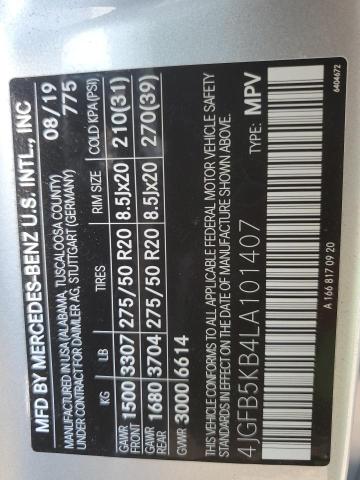 MFD BY MERCEDES-BENZ U.S. INTL., INC
MANUFACTURED IN USA (ALABAMA, TUSCALOOSA COUNTY) 08/19
UNDER CONTRACT FOR DAIMLER AG, STUTTGART (GERMANY) 775
KG LB TIRES RIM SIZE COLD KPA(PSI)
GAWR FRONT 1500 3307 275/50 R20 8.5Jx20 210(31)
GAWR REAR 1680 3704 275/50 R20 8.5Jx20 270(39)
GVWR 3000 6614
THIS VEHICLE CONFORMS TO ALL APPLICABLE FEDERAL MOTOR VEHICLE SAFETY
STANDARDS IN EFFECT ON THE DATE OF MANUFACTURE SHOWN ABOVE.
4JGFB5KB4LA101407 TYPE: MPV
A 166 817 09 20 6404672